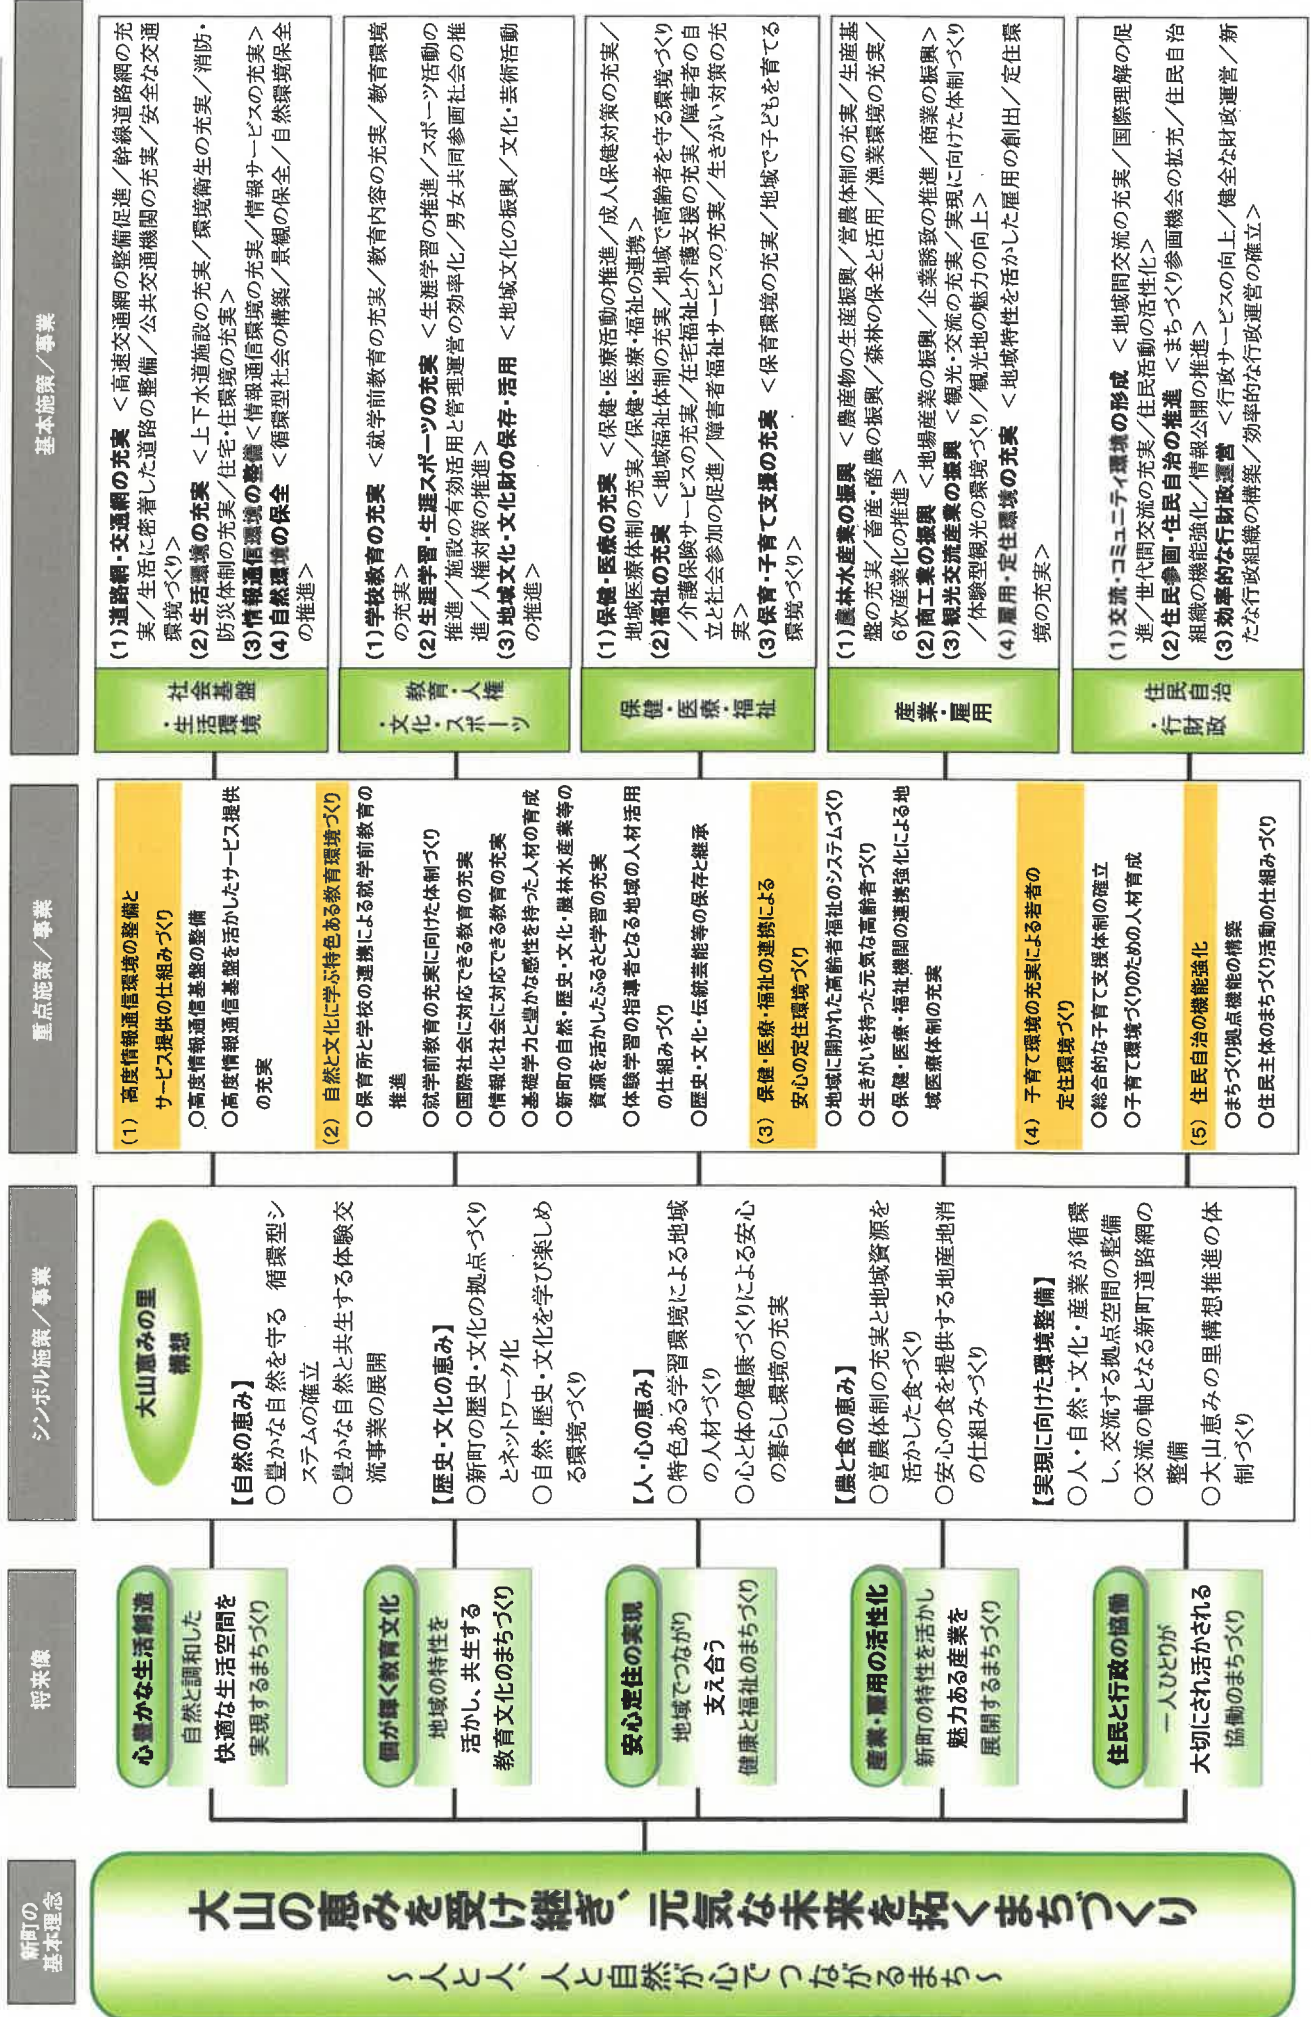 新町の
基本理念
大山の恵みを受け継ぎ、元気な未来を拓くまちづくり
～人と人、人と自然が心でつながるまち～
将来像
心豊かな生活創造
自然と調和した
快適な生活空間を
実現するまちづくり
個が輝く教育文化
地域の特性を
活かし、共生する
教育文化のまちづくり
安心定住の実現
地域でつながり
支え合う
健康と福祉のまちづくり
産業・雇用の活性化
新町の特性を活かし
魅力ある産業を
展開するまちづくり
住民と行政の協働
一人ひとりが
大切にされ活かされる
協働のまちづくり
シンボル施策／事業
大山恵みの里
構想
【自然の恵み】
○豊かな自然を守る 循環型シ
ステムの確立
○豊かな自然と共生する体験交
流事業の展開
【歴史・文化の恵み】
○新町の歴史・文化の拠点づくり
とネットワーク化
○自然・歴史・文化を学び楽しめ
る環境づくり
【人・心の恵み】
○特色ある学習環境による地域
の人材づくり
○心と体の健康づくりによる安心
の暮らし環境の充実
【農と食の恵み】
○営農体制の充実と地域資源を
活かした食づくり
○安心の食を提供する地産地消
の仕組みづくり
【実現に向けた環境整備】
○人・自然・文化・産業が循環
し、交流する拠点空間の整備
○交流の軸となる新町道路網の
整備
○大山恵みの里構想推進の体
制づくり
重点施策／事業
(1) 高度情報通信環境の整備と
サービス提供の仕組みづくり
○高度情報通信基盤の整備
○高度情報通信基盤を活かしたサービス提供
の充実
(2) 自然と文化に学ぶ特色ある教育環境づくり
○保育所と学校の連携による就学前教育の
推進
○就学前教育の充実に向けた体制づくり
○国際社会に対応できる教育の充実
○情報化社会に対応できる教育の充実
○基礎学力と豊かな感性を持った人材の育成
○新町の自然・歴史・文化・農林水産業等の
資源を活かしたふるさと学習の充実
○体験学習の指導者となる地域の人材活用
の仕組みづくり
○歴史・文化・伝統芸能等の保存と継承
(3) 保健・医療・福祉の連携による
安心の定住環境づくり
○地域に開かれた高齢者福祉のシステムづくり
○生きがいを持った元気な高齢者づくり
○保健・医療・福祉機関の連携強化による地
域医療体制の充実
(4) 子育て環境の充実による若者の
定住環境づくり
○総合的な子育て支援体制の確立
○子育て環境づくりのための人材育成
(5) 住民自治の機能強化
○まちづくり拠点機能の構築
○住民主体のまちづくり活動の仕組みづくり
基本施策／事業
社会基盤
・生活環境
(1)道路網・交通網の充実 ＜高速交通網の整備促進／幹線道路網の充
実／生活に密着した道路の整備／公共交通機関の充実／安全な交通
環境づくり＞
(2)生活環境の充実 ＜上下水道施設の充実／環境衛生の充実／消防・
防災体制の充実／住宅・住環境の充実＞
(3)情報通信環境の整備＜情報通信環境の充実／情報サービスの充実＞
(4)自然環境の保全 ＜循環型社会の構築／景観の保全／自然環境保全
の推進＞
教育・人権
・文化・スポーツ
(1)学校教育の充実 ＜就学前教育の充実／教育内容の充実／教育環境
の充実＞
(2)生涯学習・生涯スポーツの充実 ＜生涯学習の推進／スポーツ活動の
推進／施設の有効活用と管理運営の効率化／男女共同参画社会の推
進／人権対策の推進＞
(3)地域文化・文化財の保存・活用 ＜地域文化の振興／文化・芸術活動
の推進＞
保健・医療・福祉
(1)保健・医療の充実 ＜保健・医療活動の推進／成人保健対策の充実／
地域医療体制の充実／保健・医療・福祉の連携＞
(2)福祉の充実 ＜地域福祉体制の充実／地域で高齢者を守る環境づくり
／介護保険サービスの充実／在宅福祉と介護支援の充実／障害者の自
立と社会参加の促進／障害者福祉サービスの充実／生きがい対策の充
実＞
(3)保育・子育て支援の充実 ＜保育環境の充実／地域で子どもを育てる
環境づくり＞
産業・雇用
(1)農林水産業の振興 ＜農産物の生産振興／営農体制の充実／生産基
盤の充実／畜産・酪農の振興／森林の保全と活用／漁業環境の充実／
6次産業化の推進＞
(2)商工業の振興 ＜地場産業の振興／企業誘致の推進／商業の振興＞
(3)観光交流産業の振興 ＜観光・交流の充実／実現に向けた体制づくり
／体験型観光の環境づくり／観光地の魅力の向上＞
(4)雇用・定住環境の充実 ＜地域特性を活かした雇用の創出／定住環
境の充実＞
住民自治
・行財政
(1)交流・コミュニティ環境の形成 ＜地域間交流の充実／国際理解の促
進／世代間交流の充実／住民活動の活性化＞
(2)住民参画・住民自治の推進 ＜まちづくり参画機会の拡充／住民自治
組織の機能強化／情報公開の推進＞
(3)効率的な行財政運営 ＜行政サービスの向上／健全な財政運営／新
たな行政組織の構築／効率的な行政運営の確立＞